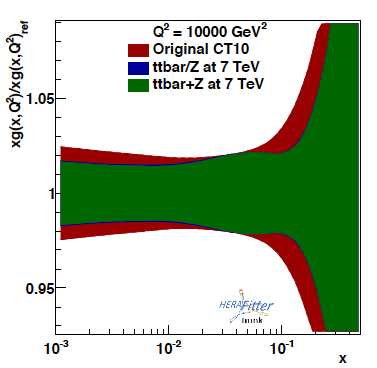 Q² = 10000 GeV²
Original CT10
ttbar/Z at 7 TeV
ttbar+Z at 7 TeV
xg(x,Q²)/xg(x,Q²)ref
1.05
1
0.95
HERAFitter
10⁻³
10⁻²
10⁻¹
x